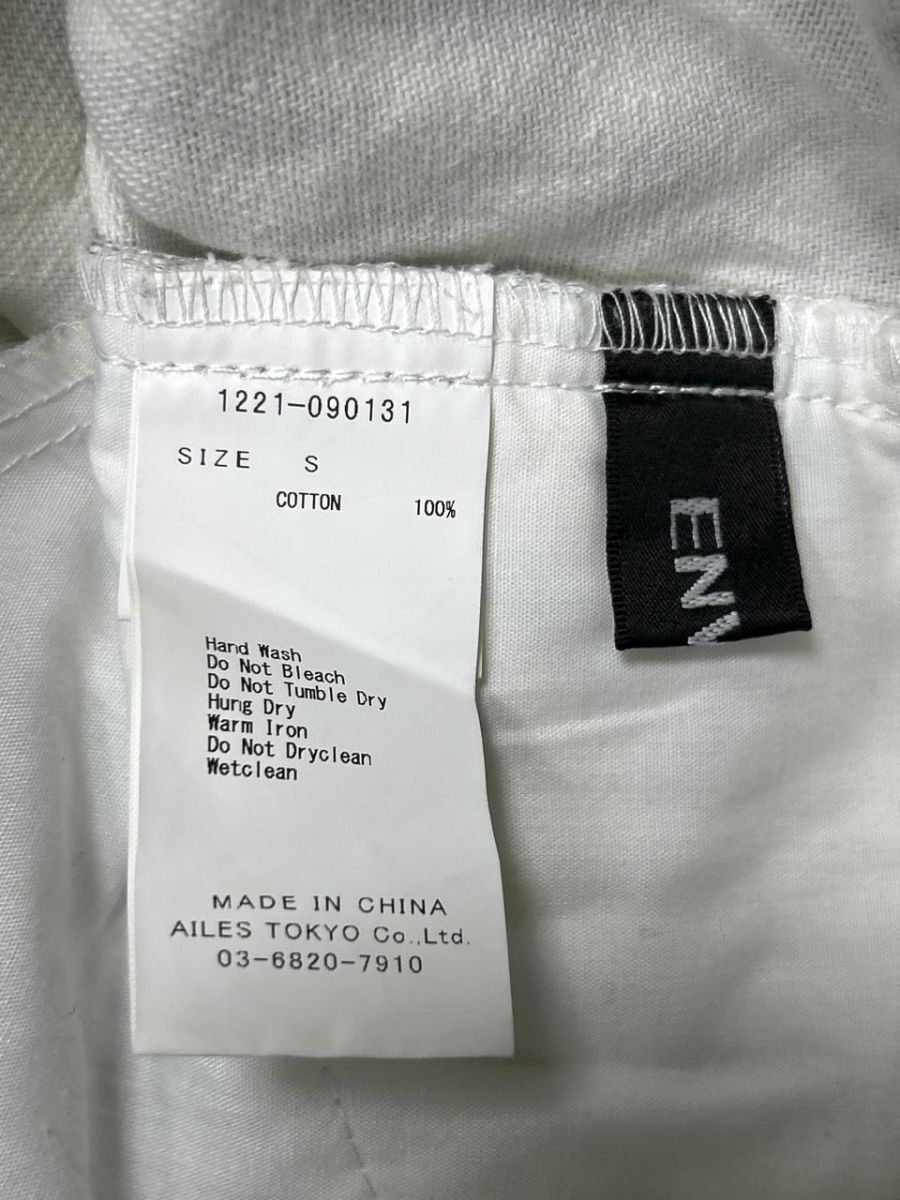 1221-090131
SIZE S
COTTON 100%
Hand Wash
Do Not Bleach
Do Not Tumble Dry
Hung Dry
Warm Iron
Do Not Dryclean
Wetclean
MADE IN CHINA
AILES TOKYO Co.,Ltd.
03-6820-7910
ENV